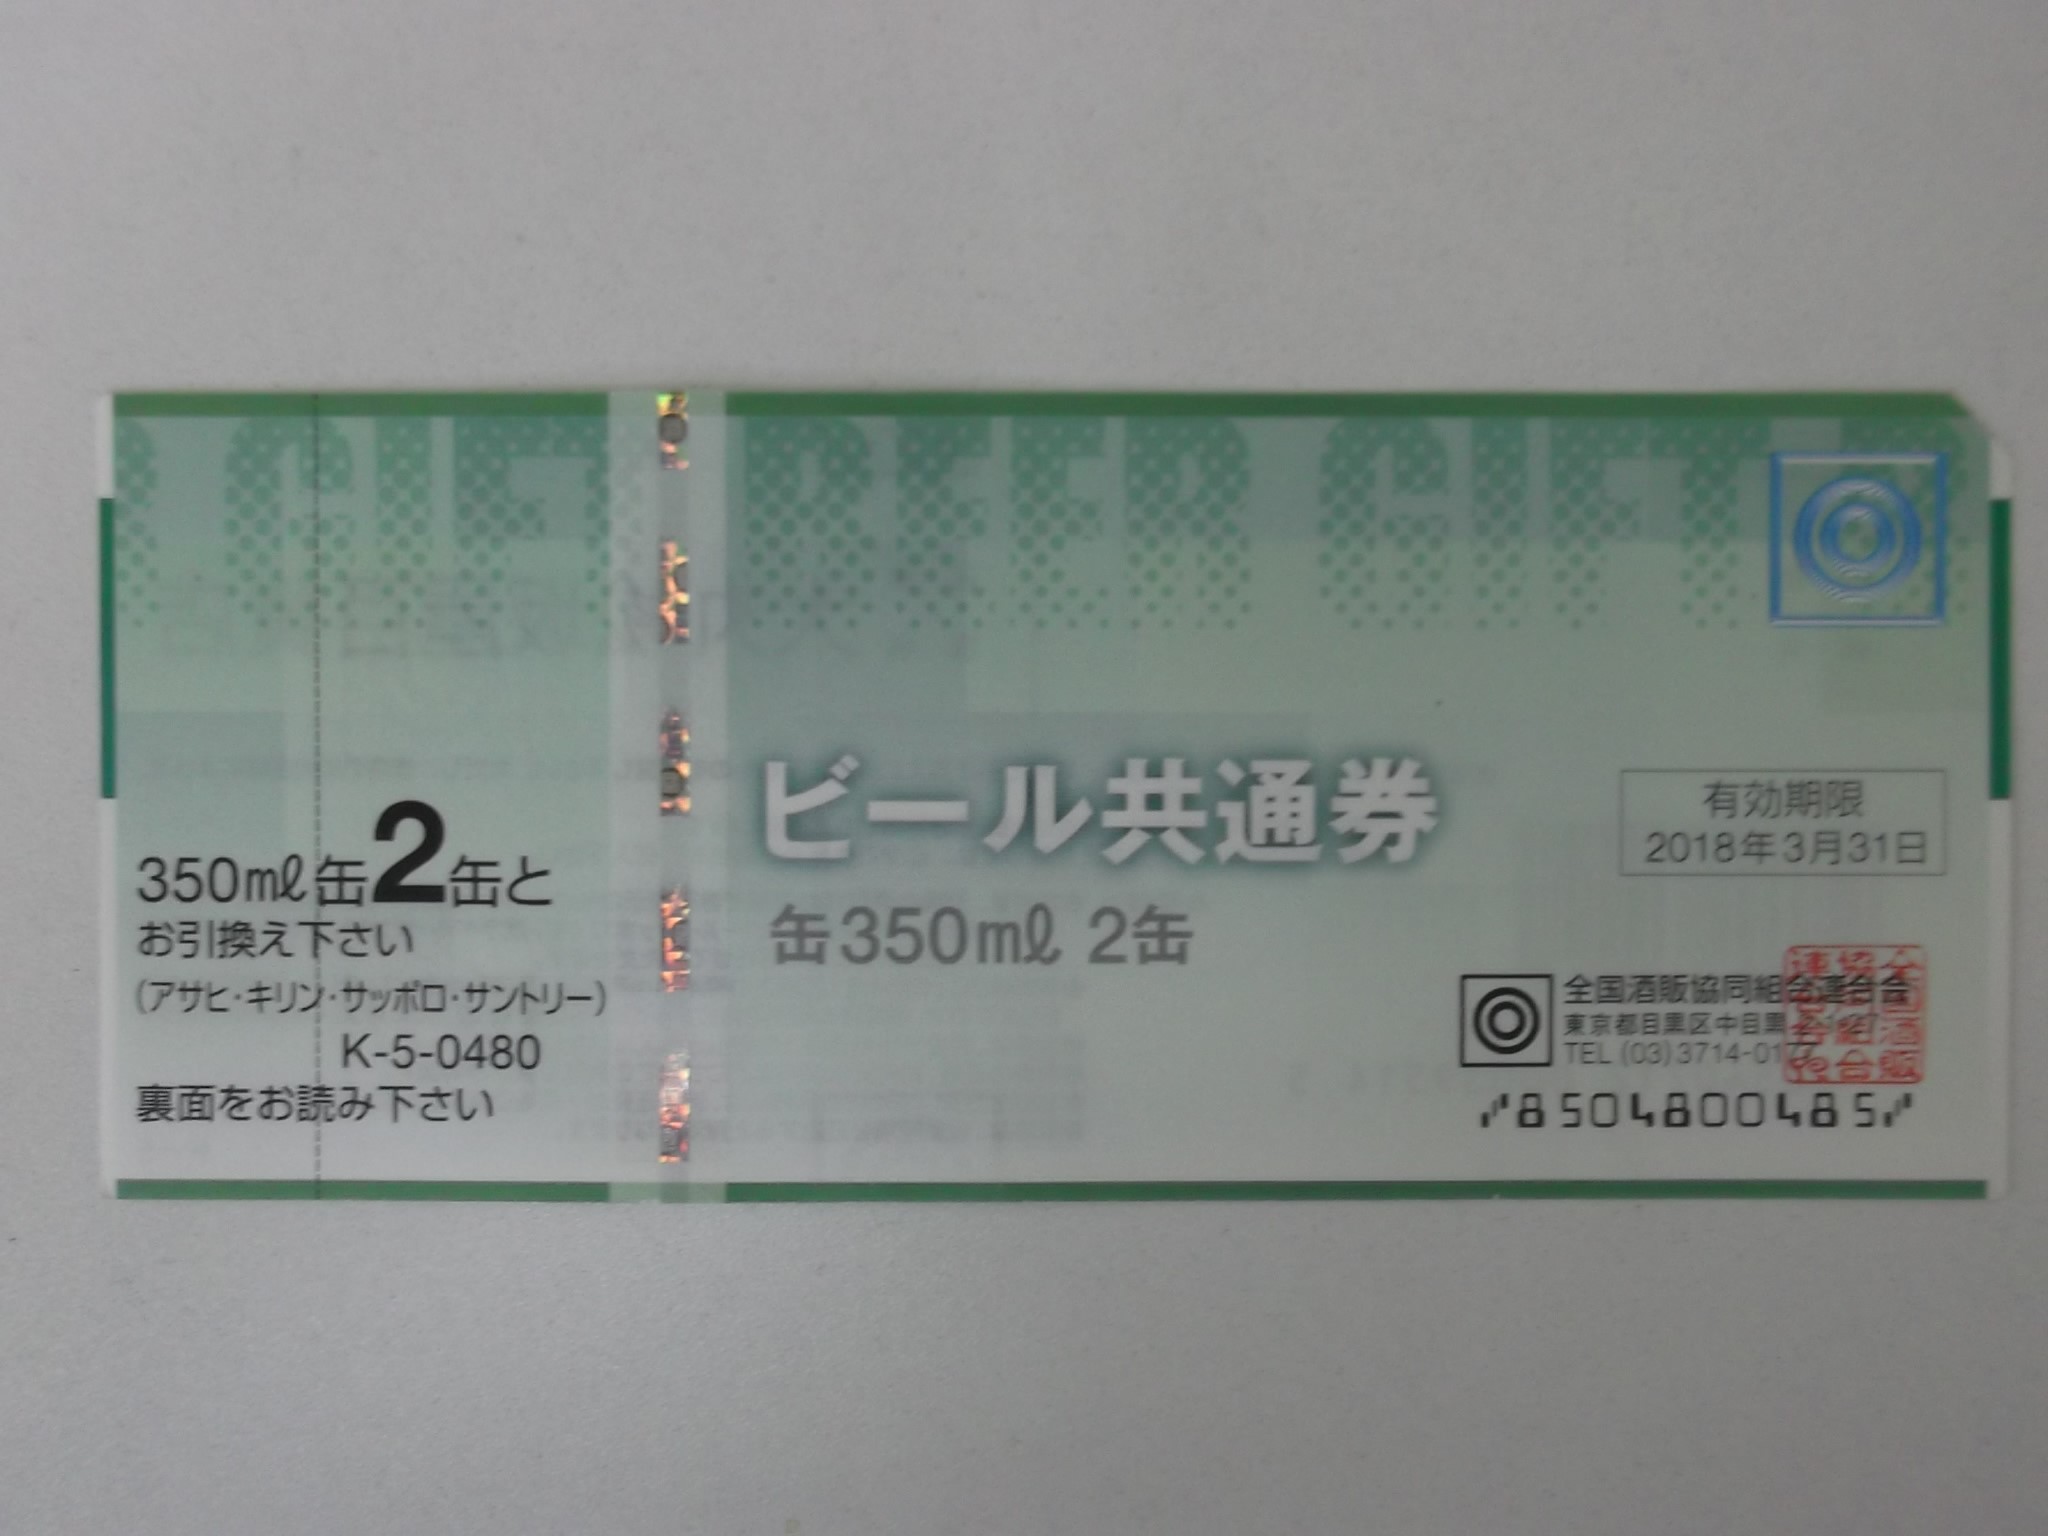 BEER GIFT
350mℓ缶2缶と
お引換え下さい
(アサヒ・キリン・サッポロ・サントリー)
K-5-0480
裏面をお読み下さい
ビール共通券
缶350mℓ 2缶
有効期限
2018年3月31日
全国酒販協同組合連合会
東京都目黒区中目黒
TEL (03)3714-0177
8504800485